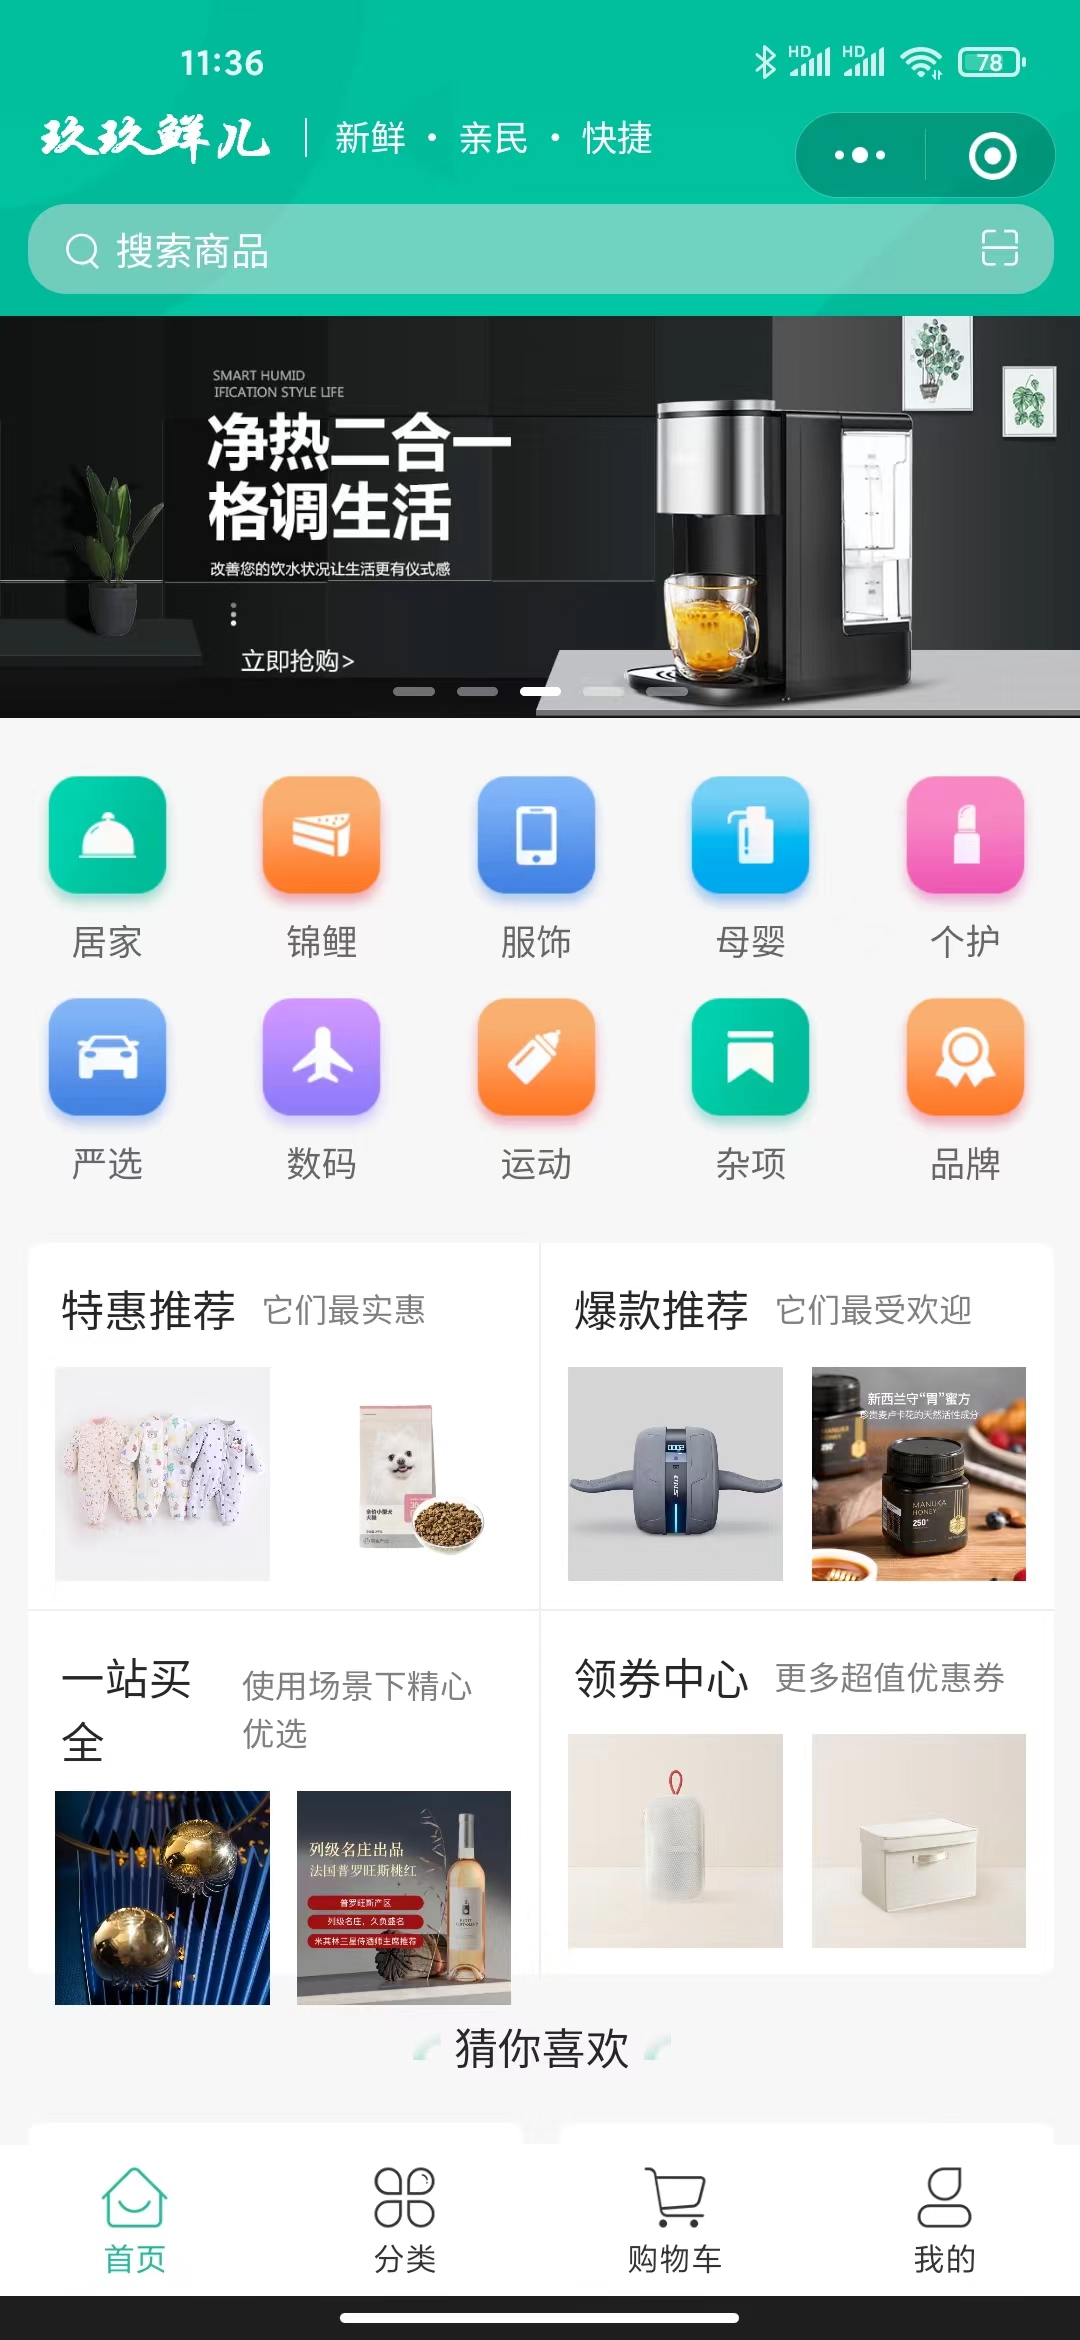 11:36
HD HD 78
玖玖鲜儿 新鲜 · 亲民 · 快捷
搜索商品
SMART HUMID
IFICATION STYLE LIFE
净热二合一
格调生活
改善您的饮水状况让生活更有仪式感
立即抢购>
居家 锦鲤 服饰 母婴 个护
严选 数码 运动 杂项 品牌
特惠推荐 它们最实惠
爆款推荐 它们最受欢迎
新西兰守“胃”蜜方
珍贵麦卢卡花的天然活性成分
MANUKA
HONEY
250+
一站买
全
使用场景下精心
优选
列级名庄出品
法国普罗旺斯桃红
普罗旺斯产区
列级名庄，久负盛名
米其林三星侍酒师主席推荐
领券中心 更多超值优惠券
猜你喜欢
首页 分类 购物车 我的